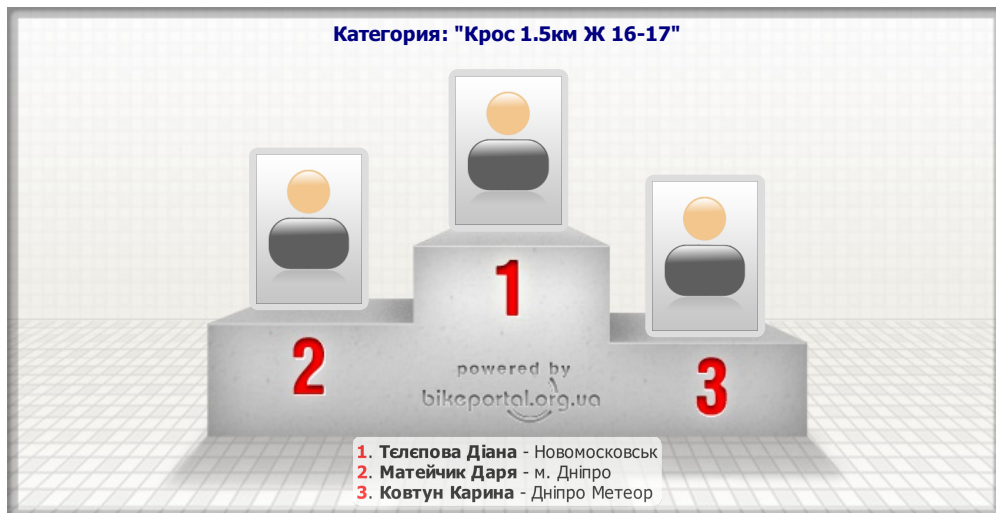 Категория: "Крос 1.5км Ж 16-17"
1
2
3
powered by
bikeportal.org.ua
1. Тєлєпова Діана - Новомосковськ
2. Матейчик Даря - м. Дніпро
3. Ковтун Карина - Дніпро Метеор